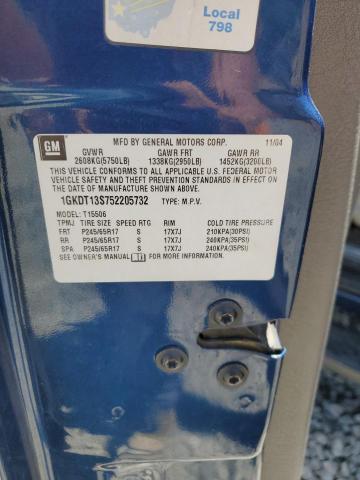 Local
798
GM
MFD BY GENERAL MOTORS CORP. 11/04
GVWR GAWR FRT GAWR RR
2608KG(5750LB) 1338KG(2950LB) 1452KG(3200LB)
THIS VEHICLE CONFORMS TO ALL APPLICABLE U.S. FEDERAL MOTOR
VEHICLE SAFETY AND THEFT PREVENTION STANDARDS IN EFFECT ON
THE DATE OF MANUFACTURE SHOWN ABOVE.
1GKDT13S752205732 TYPE: M.P.V.
MODEL: T15506
TPMJ TIRE SIZE SPEED RTG RIM COLD TIRE PRESSURE
FRT P245/65R17 S 17X7J 210KPA(30PSI)
RR P245/65R17 S 17X7J 240KPA(35PSI)
SPA P245/65R17 S 17X7J 240KPA(35PSI)
SEE OWNER'S MANUAL FOR MORE INFORMATION